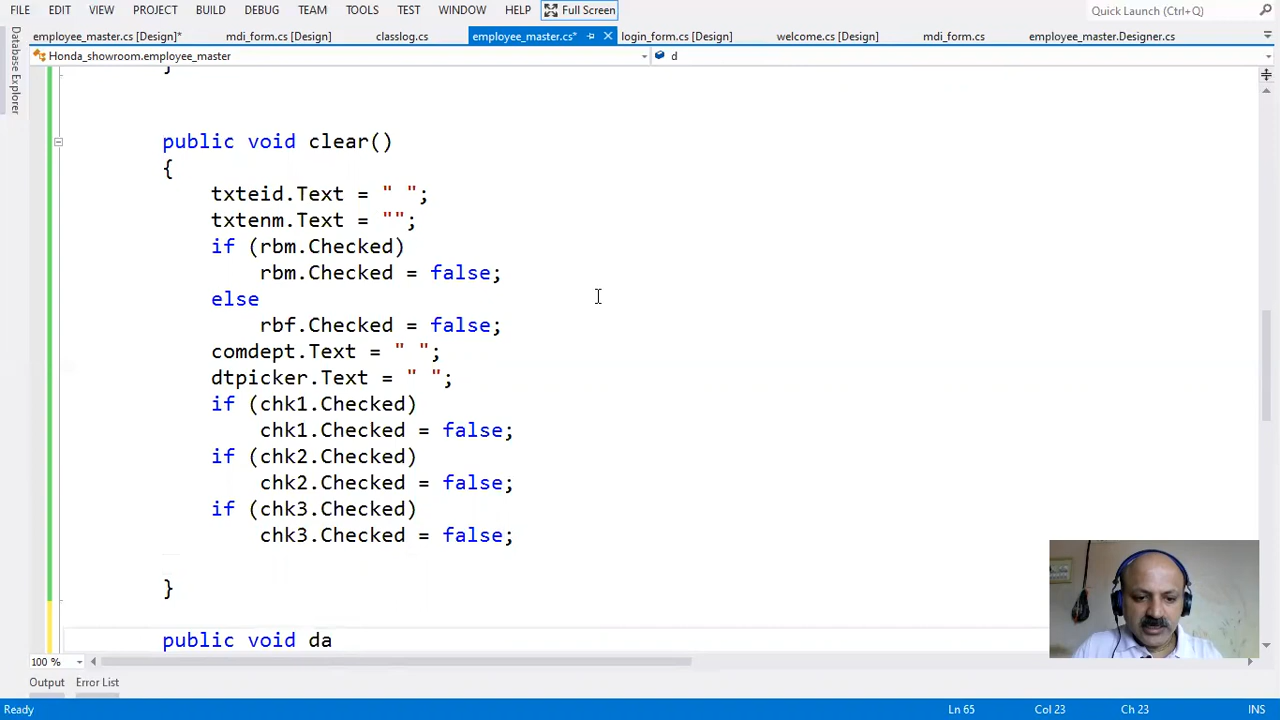 FILE EDIT VIEW PROJECT BUILD DEBUG TEAM TOOLS TEST WINDOW HELP Full Screen Quick Launch (Ctrl+Q)
employee_master.cs [Design]* mdi_form.cs [Design] classlog.cs employee_master.cs* login_form.cs [Design] welcome.cs [Design] mdi_form.cs employee_master.Designer.cs
Database Explorer
Honda_showroom.employee_master d
}
public void clear()
{
txteid.Text = " ";
txtenm.Text = "";
if (rbm.Checked)
rbm.Checked = false;
else
rbf.Checked = false;
comdept.Text = " ";
dtpicker.Text = " ";
if (chk1.Checked)
chk1.Checked = false;
if (chk2.Checked)
chk2.Checked = false;
if (chk3.Checked)
chk3.Checked = false;
}
public void da
100 %
Output Error List
Ready Ln 65 Col 23 Ch 23 INS